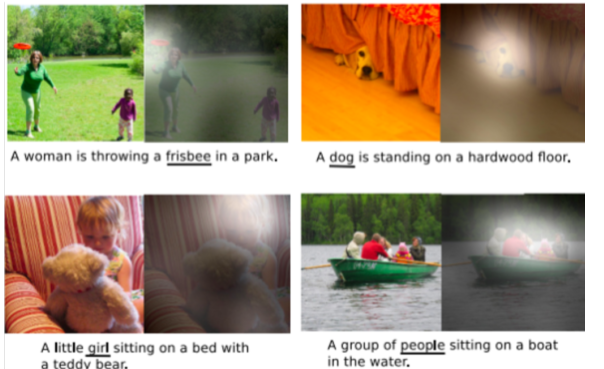 A woman is throwing a frisbee in a park.
A dog is standing on a hardwood floor.
A little girl sitting on a bed with
a teddy bear.
A group of people sitting on a boat
in the water.